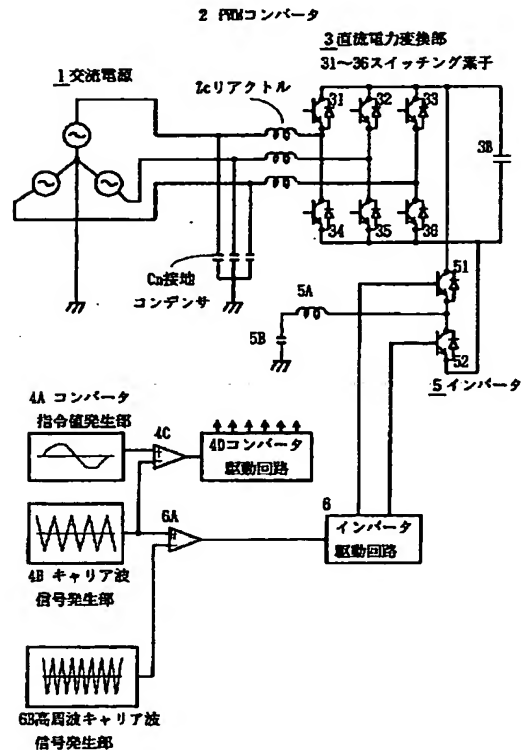 2 PWMコンバータ
3 直流電力変換部
31～36スイッチング素子
1 交流電源
2cリアクトル
31
32
33
3B
34
35
36
Cn接地
コンデンサ
5A
5B
51
52
5 インバータ
4A コンバータ
指令値発生部
4C
4Dコンバータ
駆動回路
6A
6
インバータ
駆動回路
4B キャリア波
信号発生部
6B高周波キャリア波
信号発生部